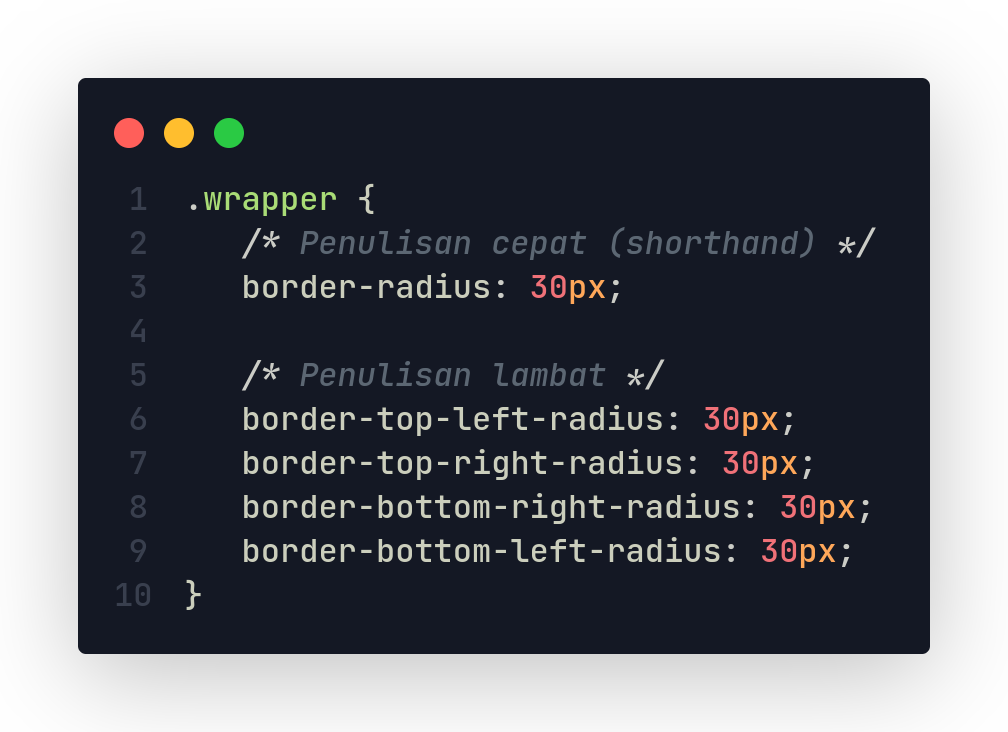 1 .wrapper {
2 /* Penulisan cepat (shorthand) */
3 border-radius: 30px;
4
5 /* Penulisan lambat */
6 border-top-left-radius: 30px;
7 border-top-right-radius: 30px;
8 border-bottom-right-radius: 30px;
9 border-bottom-left-radius: 30px;
10 }